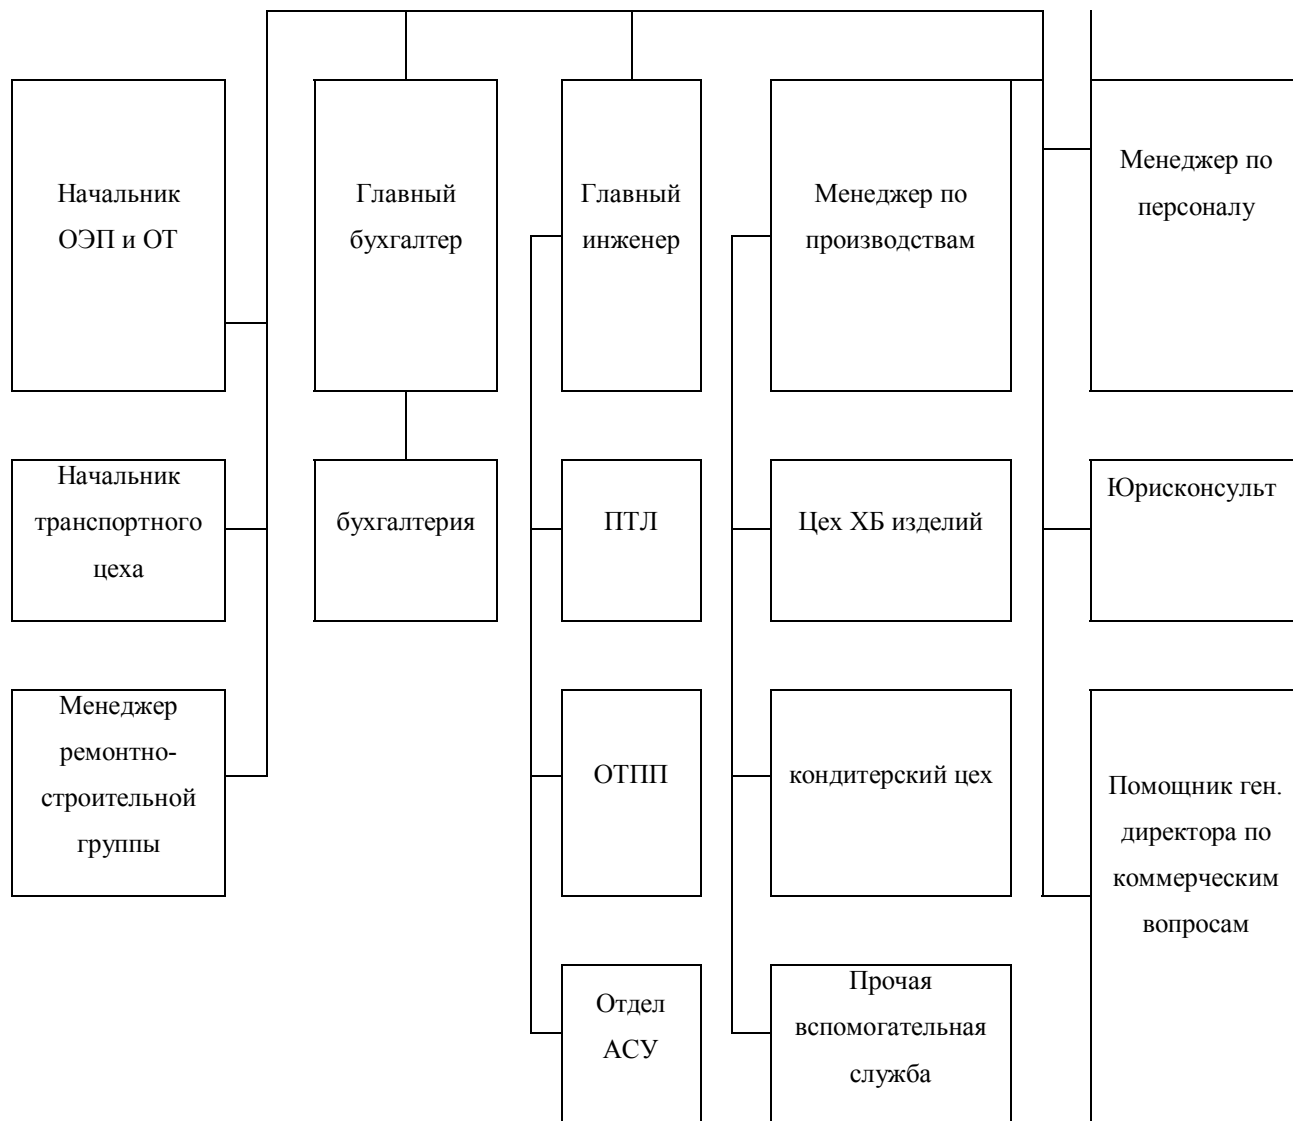 Начальник
ОЭП и ОТ
Главный
бухгалтер
Главный
инженер
Менеджер по
производствам
Менеджер по
персоналу
Начальник
транспортного
цеха
бухгалтерия
ПТЛ
Цех ХБ изделий
Юрисконсульт
Менеджер
ремонтно-
строительной
группы
ОТПП
кондитерский цех
Помощник ген.
директора по
коммерческим
вопросам
Отдел
АСУ
Прочая
вспомогательная
служба